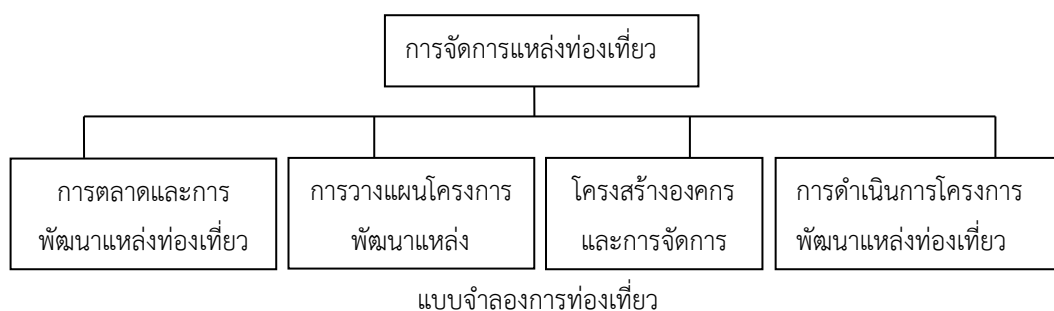 การจัดการแหล่งท่องเที่ยว
การตลาดและการ
พัฒนาแหล่งท่องเที่ยว
การวางแผนโครงการ
พัฒนาแหล่ง
โครงสร้างองคกร
และการจัดการ
การดำเนินการโครงการ
พัฒนาแหล่งท่องเที่ยว
แบบจำลองการท่องเที่ยว